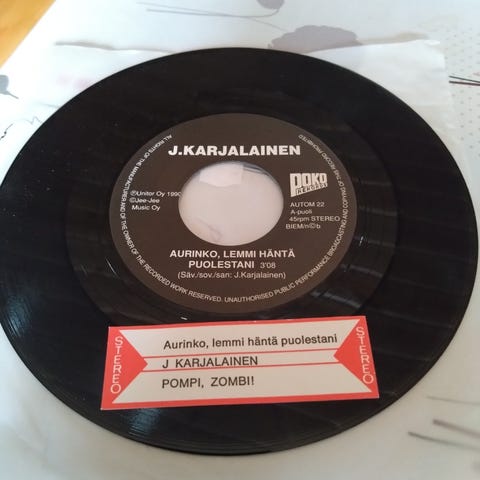 ALL RIGHTS OF THE MANUFACTURER AND OF THE OWNER OF THE RECORDED WORK RESERVED. UNAUTHORISED PUBLIC PERFORMANCE, BROADCASTING AND COPYING OF THIS RECORD PROHIBITED
J.KARJALAINEN
POKO
REKORDS
℗Unitor Oy 1990
©Jee-Jee
Music Oy
AUTOM 22
A-puoli
45rpm STEREO
BIEM/n©b
AURINKO, LEMMI HÄNTÄ
PUOLESTANI 3'08
(Säv./sov./san: J.Karjalainen)
STEREO
Aurinko, lemmi häntä puolestani
J KARJALAINEN
POMPI, ZOMBI!
STEREO